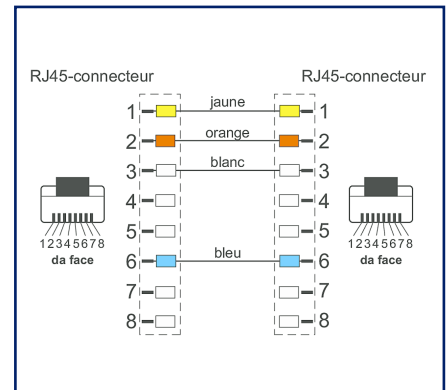 RJ45-connecteur RJ45-connecteur
1 jaune 1
2 orange 2
3 blanc 3
4 4
5 5
6 bleu 6
7 7
8 8
12345678 12345678
da face da face